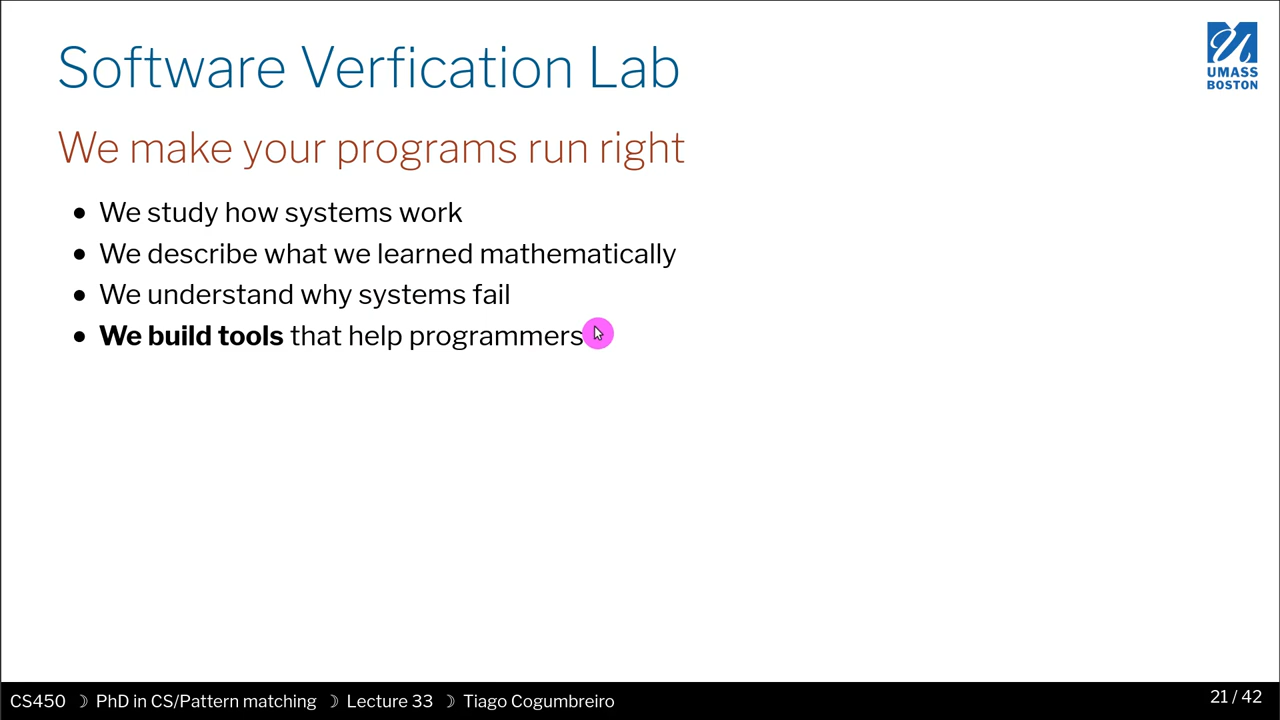 Software Verfication Lab
UMASS
BOSTON
We make your programs run right
• We study how systems work
• We describe what we learned mathematically
• We understand why systems fail
• We build tools that help programmers
CS450 ☽ PhD in CS/Pattern matching ☽ Lecture 33 ☽ Tiago Cogumbreiro
21 / 42